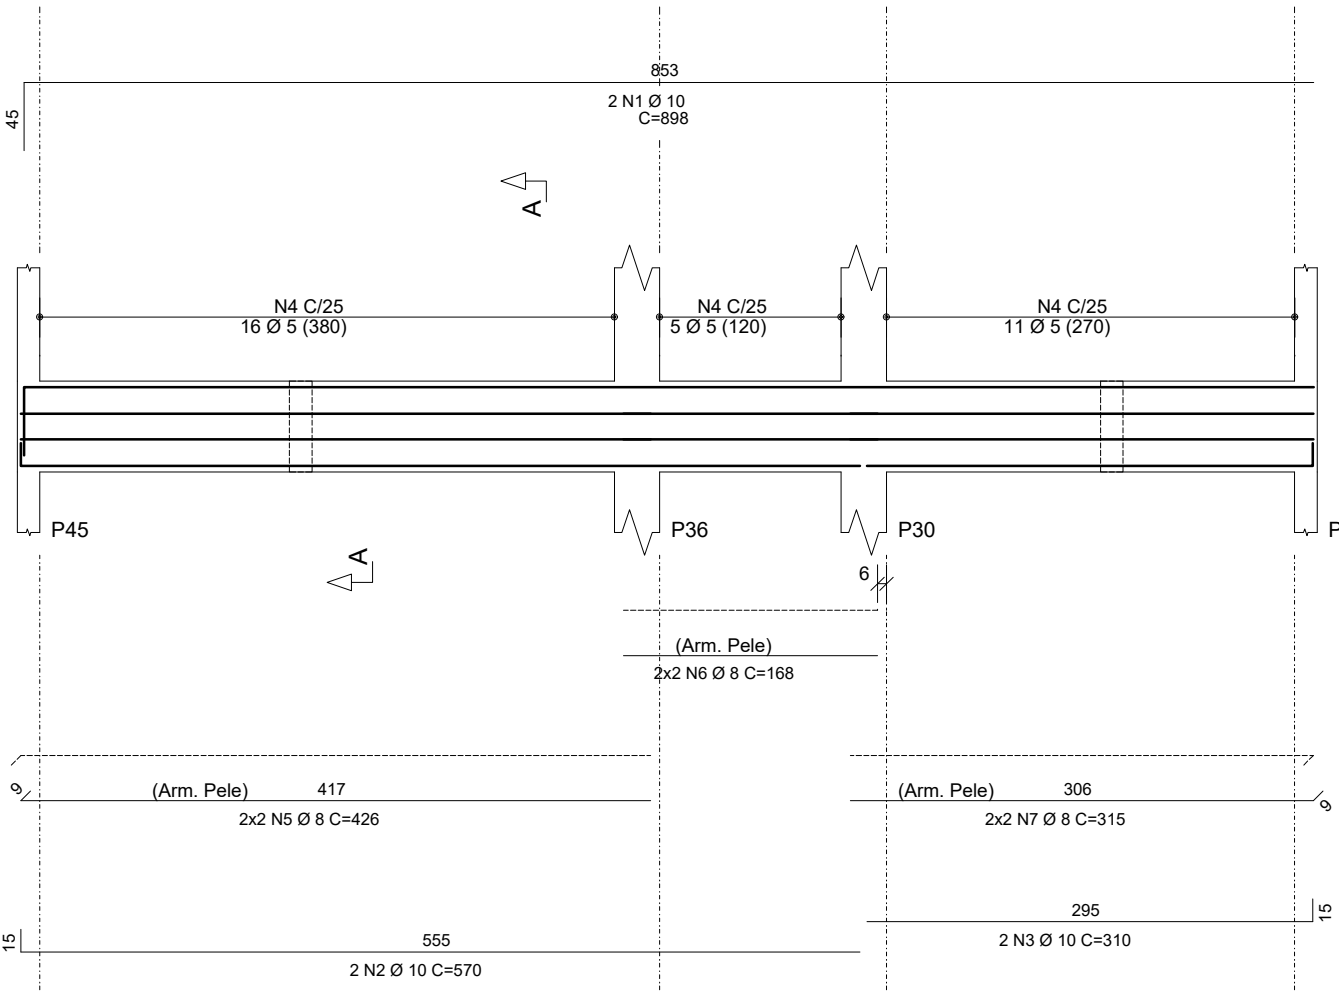 853
2 N1 Ø 10
C=898
45
A
N4 C/25
16 Ø 5 (380)
N4 C/25
5 Ø 5 (120)
N4 C/25
11 Ø 5 (270)
P45
P36
P30
P
A
6
(Arm. Pele)
2x2 N6 Ø 8 C=168
9
(Arm. Pele) 417
2x2 N5 Ø 8 C=426
(Arm. Pele) 306
9
2x2 N7 Ø 8 C=315
295
15
2 N3 Ø 10 C=310
15
555
2 N2 Ø 10 C=570